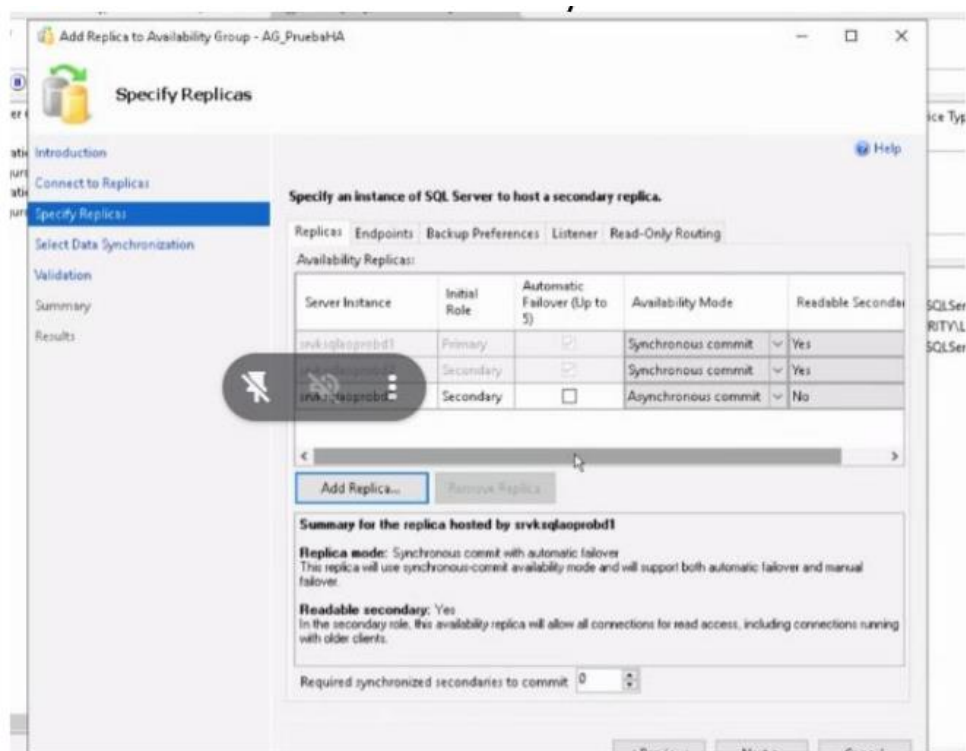 Add Replica to Availability Group - AG_PruebaHA
Specify Replicas
Help
Introduction
Connect to Replicas
Specify Replicas
Select Data Synchronization
Validation
Summary
Results
Specify an instance of SQL Server to host a secondary replica.
Replicas Endpoints Backup Preferences Listener Read-Only Routing
Availability Replicas:
Server Instance Initial Role Automatic Failover (Up to 5) Availability Mode Readable Secondar
srvksqlaoprobd1 Primary Synchronous commit Yes
Secondary Synchronous commit Yes
Secondary Asynchronous commit No
Add Replica... Remove Replica
Summary for the replica hosted by srvksqlaoprobd1
Replica mode: Synchronous commit with automatic failover
This replica will use synchronous-commit availability mode and will support both automatic failover and manual
failover.
Readable secondary: Yes
In the secondary role, this availability replica will allow all connections for read access, including connections running
with older clients.
Required synchronized secondaries to commit 0